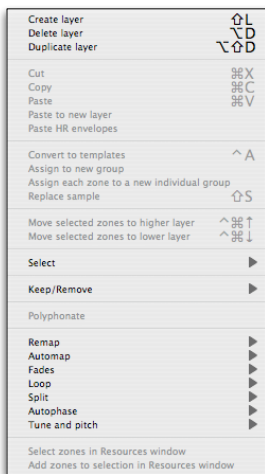 Create layer ⇧L
Delete layer ⌥D
Duplicate layer ⌥⇧D
Cut ⌘X
Copy ⌘C
Paste ⌘V
Paste to new layer
Paste HR envelopes
Convert to templates ^A
Assign to new group
Assign each zone to a new individual group
Replace sample ⇧S
Move selected zones to higher layer ^⌘↑
Move selected zones to lower layer ^⌘↓
Select ▶
Keep/Remove ▶
Polyphonate
Remap ▶
Automap ▶
Fades ▶
Loop ▶
Split ▶
Autophase ▶
Tune and pitch ▶
Select zones in Resources window
Add zones to selection in Resources window